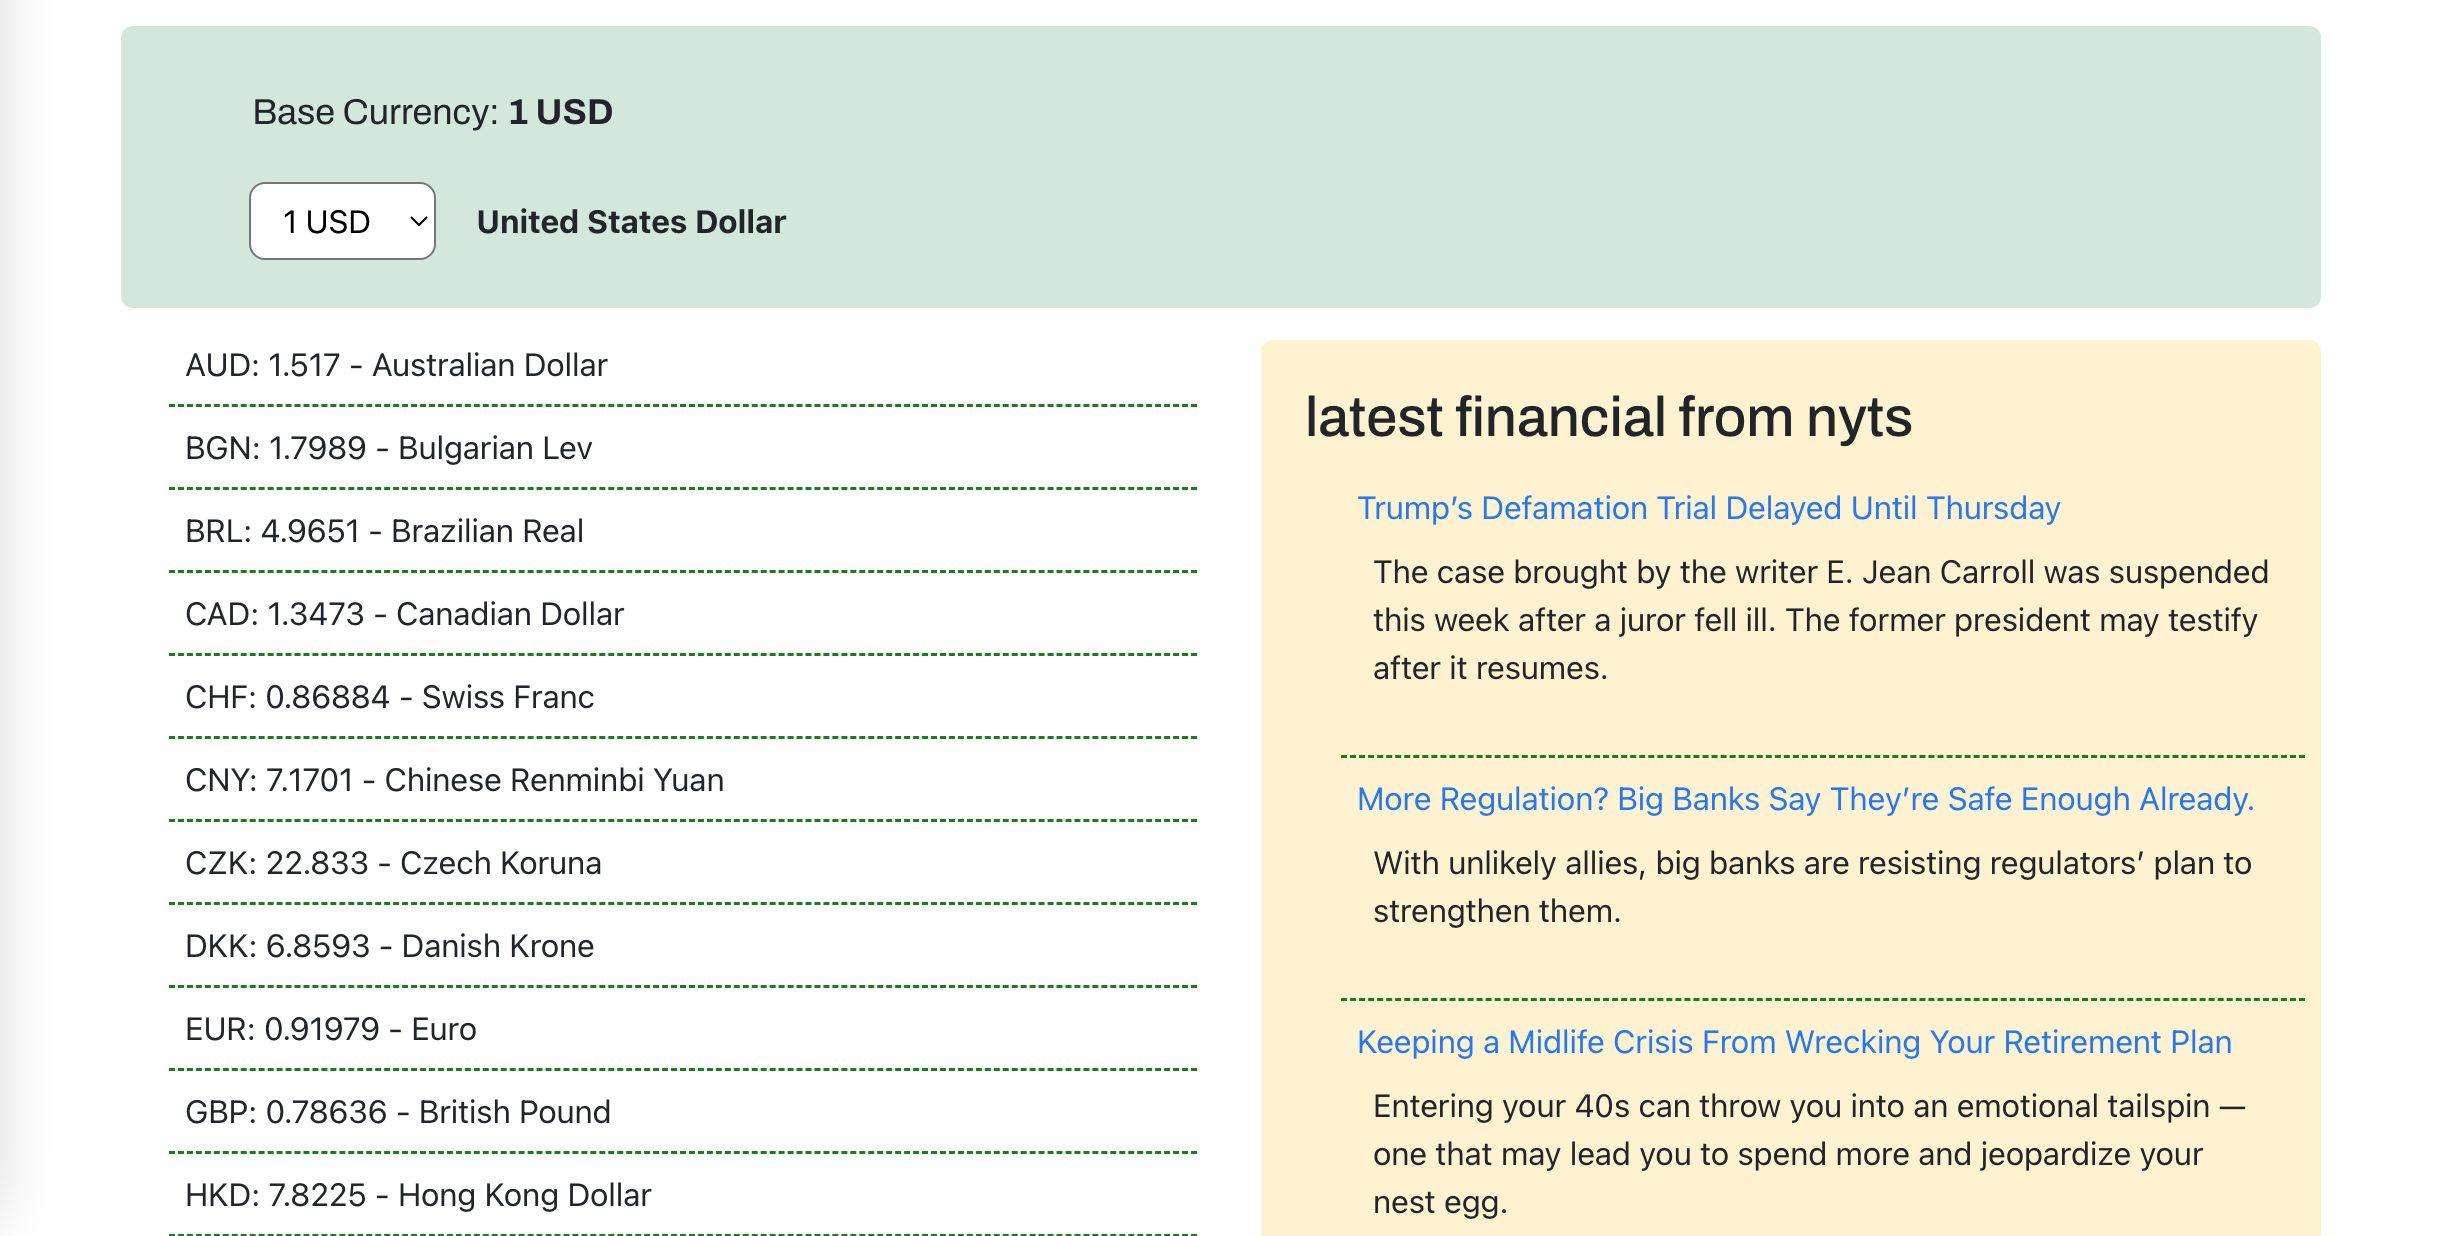 Base Currency: 1 USD
1 USD
United States Dollar
AUD: 1.517 - Australian Dollar
BGN: 1.7989 - Bulgarian Lev
BRL: 4.9651 - Brazilian Real
CAD: 1.3473 - Canadian Dollar
CHF: 0.86884 - Swiss Franc
CNY: 7.1701 - Chinese Renminbi Yuan
CZK: 22.833 - Czech Koruna
DKK: 6.8593 - Danish Krone
EUR: 0.91979 - Euro
GBP: 0.78636 - British Pound
HKD: 7.8225 - Hong Kong Dollar
latest financial from nyts
Trump’s Defamation Trial Delayed Until Thursday
The case brought by the writer E. Jean Carroll was suspended
this week after a juror fell ill. The former president may testify
after it resumes.
More Regulation? Big Banks Say They’re Safe Enough Already.
With unlikely allies, big banks are resisting regulators’ plan to
strengthen them.
Keeping a Midlife Crisis From Wrecking Your Retirement Plan
Entering your 40s can throw you into an emotional tailspin —
one that may lead you to spend more and jeopardize your
nest egg.